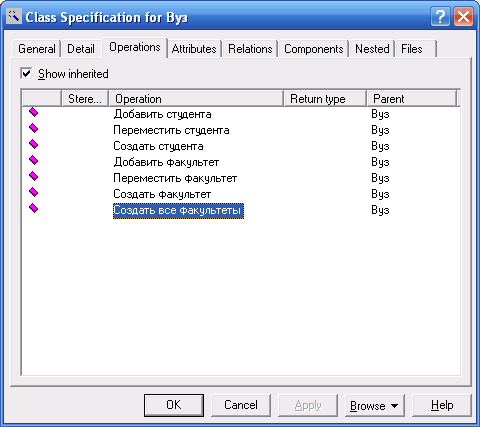 Class Specification for Вуз
General Detail Operations Attributes Relations Components Nested Files
Show inherited
Stere... Operation Return type Parent
Добавить студента Вуз
Переместить студента Вуз
Создать студента Вуз
Добавить факультет Вуз
Переместить факультет Вуз
Создать факультет Вуз
Создать все факультеты Вуз
OK Cancel Apply Browse Help